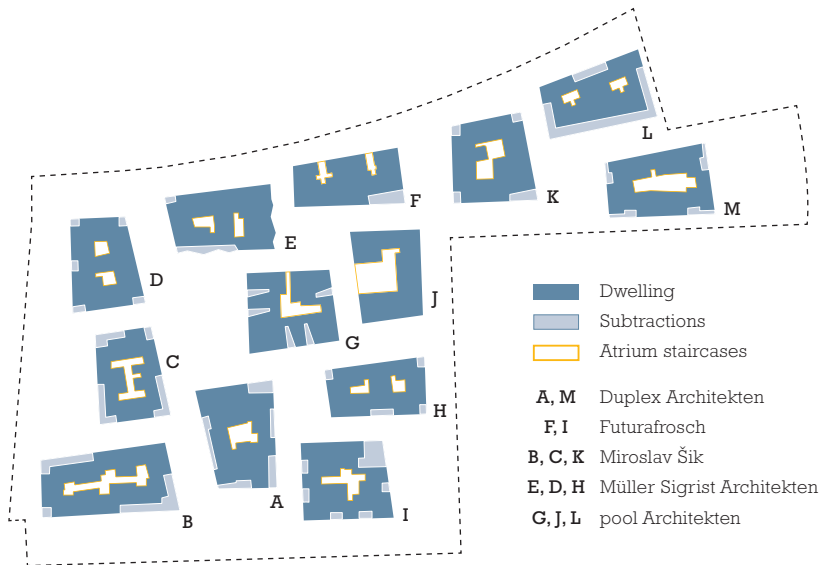 L
K
M
F
E
D
J
G
C
H
A
I
B
Dwelling
Subtractions
Atrium staircases
A, M Duplex Architekten
F, I Futurafrosch
B, C, K Miroslav Šik
E, D, H Müller Sigrist Architekten
G, J, L pool Architekten